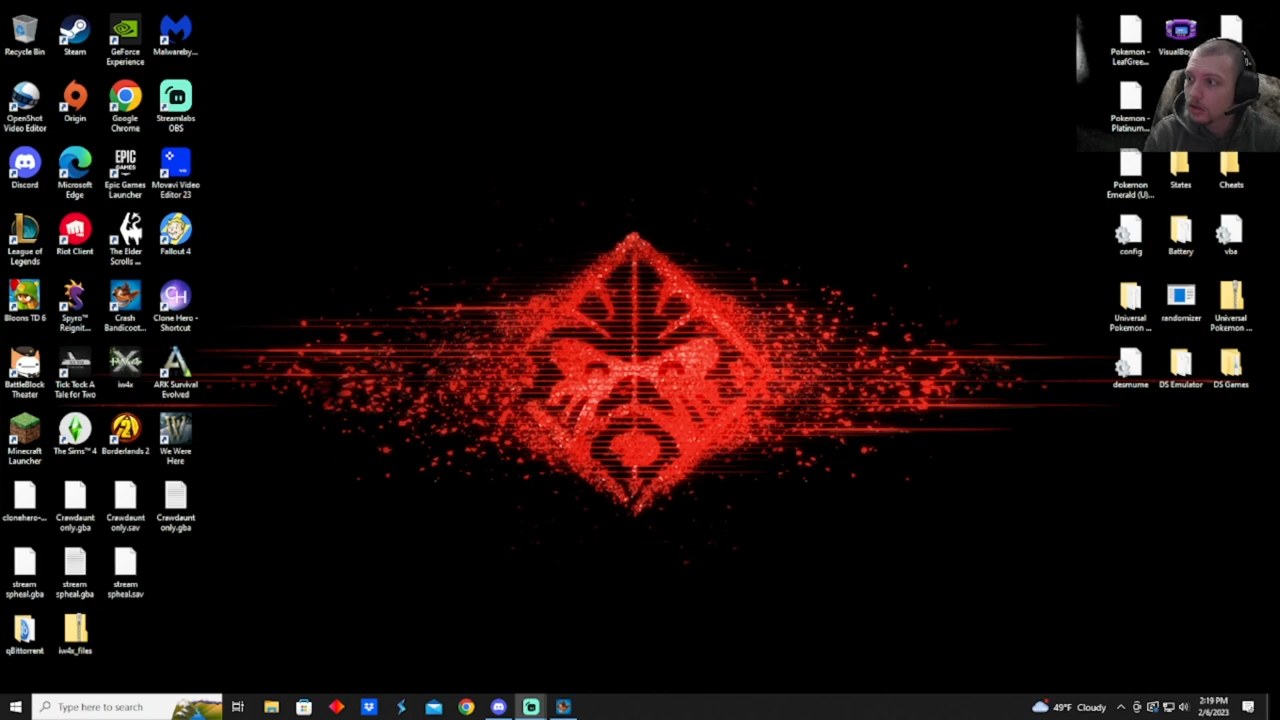 Recycle Bin
Steam
GeForce
Experience
Malwareby...
OpenShot
Video Editor
Origin
Google
Chrome
Streamlabs
OBS
Discord
Microsoft
Edge
EPIC
GAMES
Epic Games
Launcher
Movavi Video
Editor 23
League of
Legends
Riot Client
The Elder
Scrolls ...
Fallout 4
Bloons TD 6
Spyro™
Reignit...
Crash
Bandicoot...
CH
Clone Hero -
Shortcut
BattleBlock
Theater
Tick Tock A
Tale for Two
iw4x
ARK Survival
Evolved
Minecraft
Launcher
The Sims™ 4
Borderlands 2
We Were
Here
clonehero-...
Crawdaunt
only.gba
Crawdaunt
only.sav
Crawdaunt
only.gba
stream
spheal.gba
stream
spheal.gba
stream
spheal.sav
qBittorrent
iw4x_files
Pokemon -
LeafGree...
VisualBoy
Pokemon -
Platinum...
Pokemon
Emerald (U)...
States
Cheats
config
Battery
vba
Universal
Pokemon ...
randomizer
Universal
Pokemon ...
desmume
DS Emulator
DS Games
Type here to search
49°F Cloudy
2:19 PM
2/6/2023